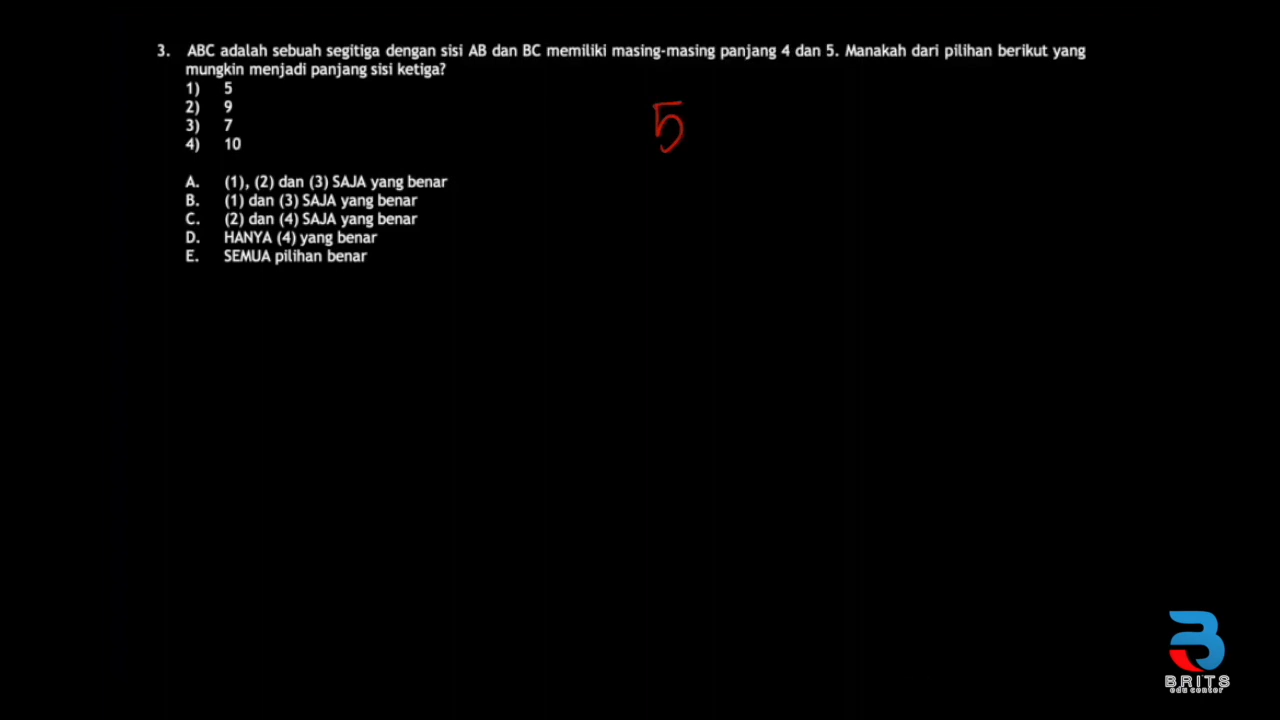 3. ABC adalah sebuah segitiga dengan sisi AB dan BC memiliki masing-masing panjang 4 dan 5. Manakah dari pilihan berikut yang
mungkin menjadi panjang sisi ketiga?
1) 5
2) 9
3) 7
4) 10
5
A. (1), (2) dan (3) SAJA yang benar
B. (1) dan (3) SAJA yang benar
C. (2) dan (4) SAJA yang benar
D. HANYA (4) yang benar
E. SEMUA pilihan benar
BRITS
edu center